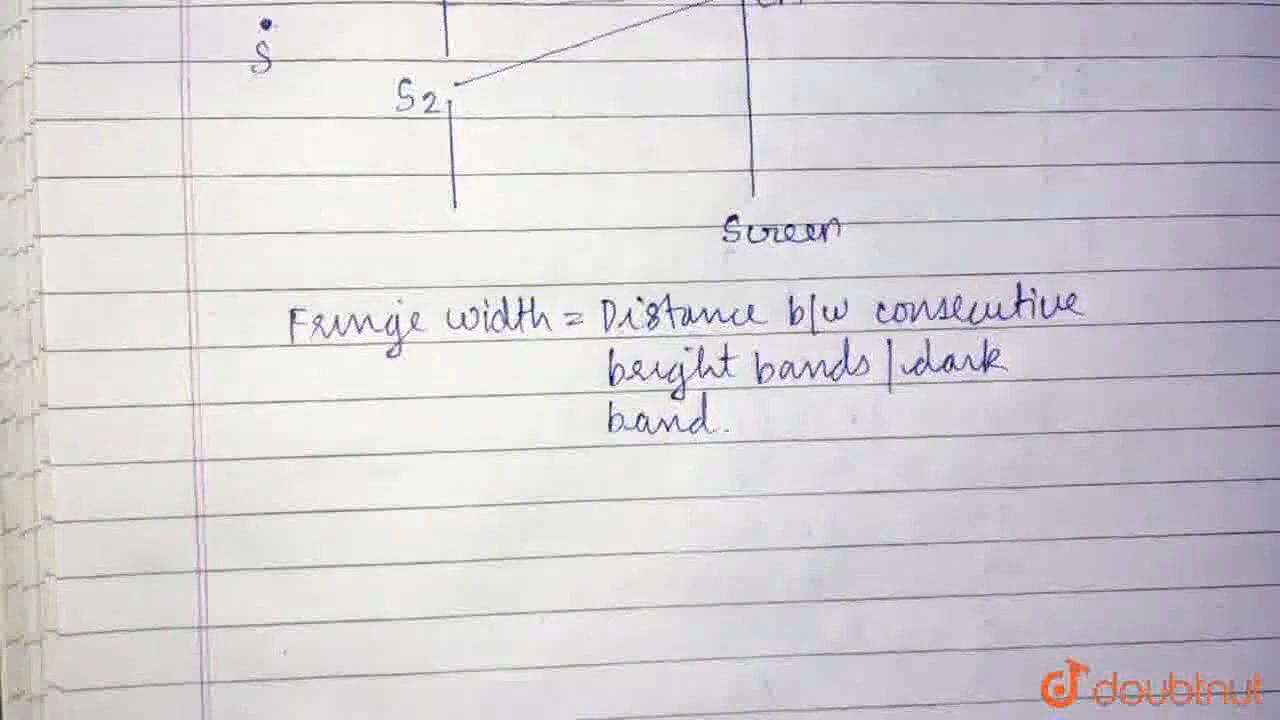 S
S2
Screen
Fringe width = Distance b/w consecutive
bright bands / dark
band.
doubtnut